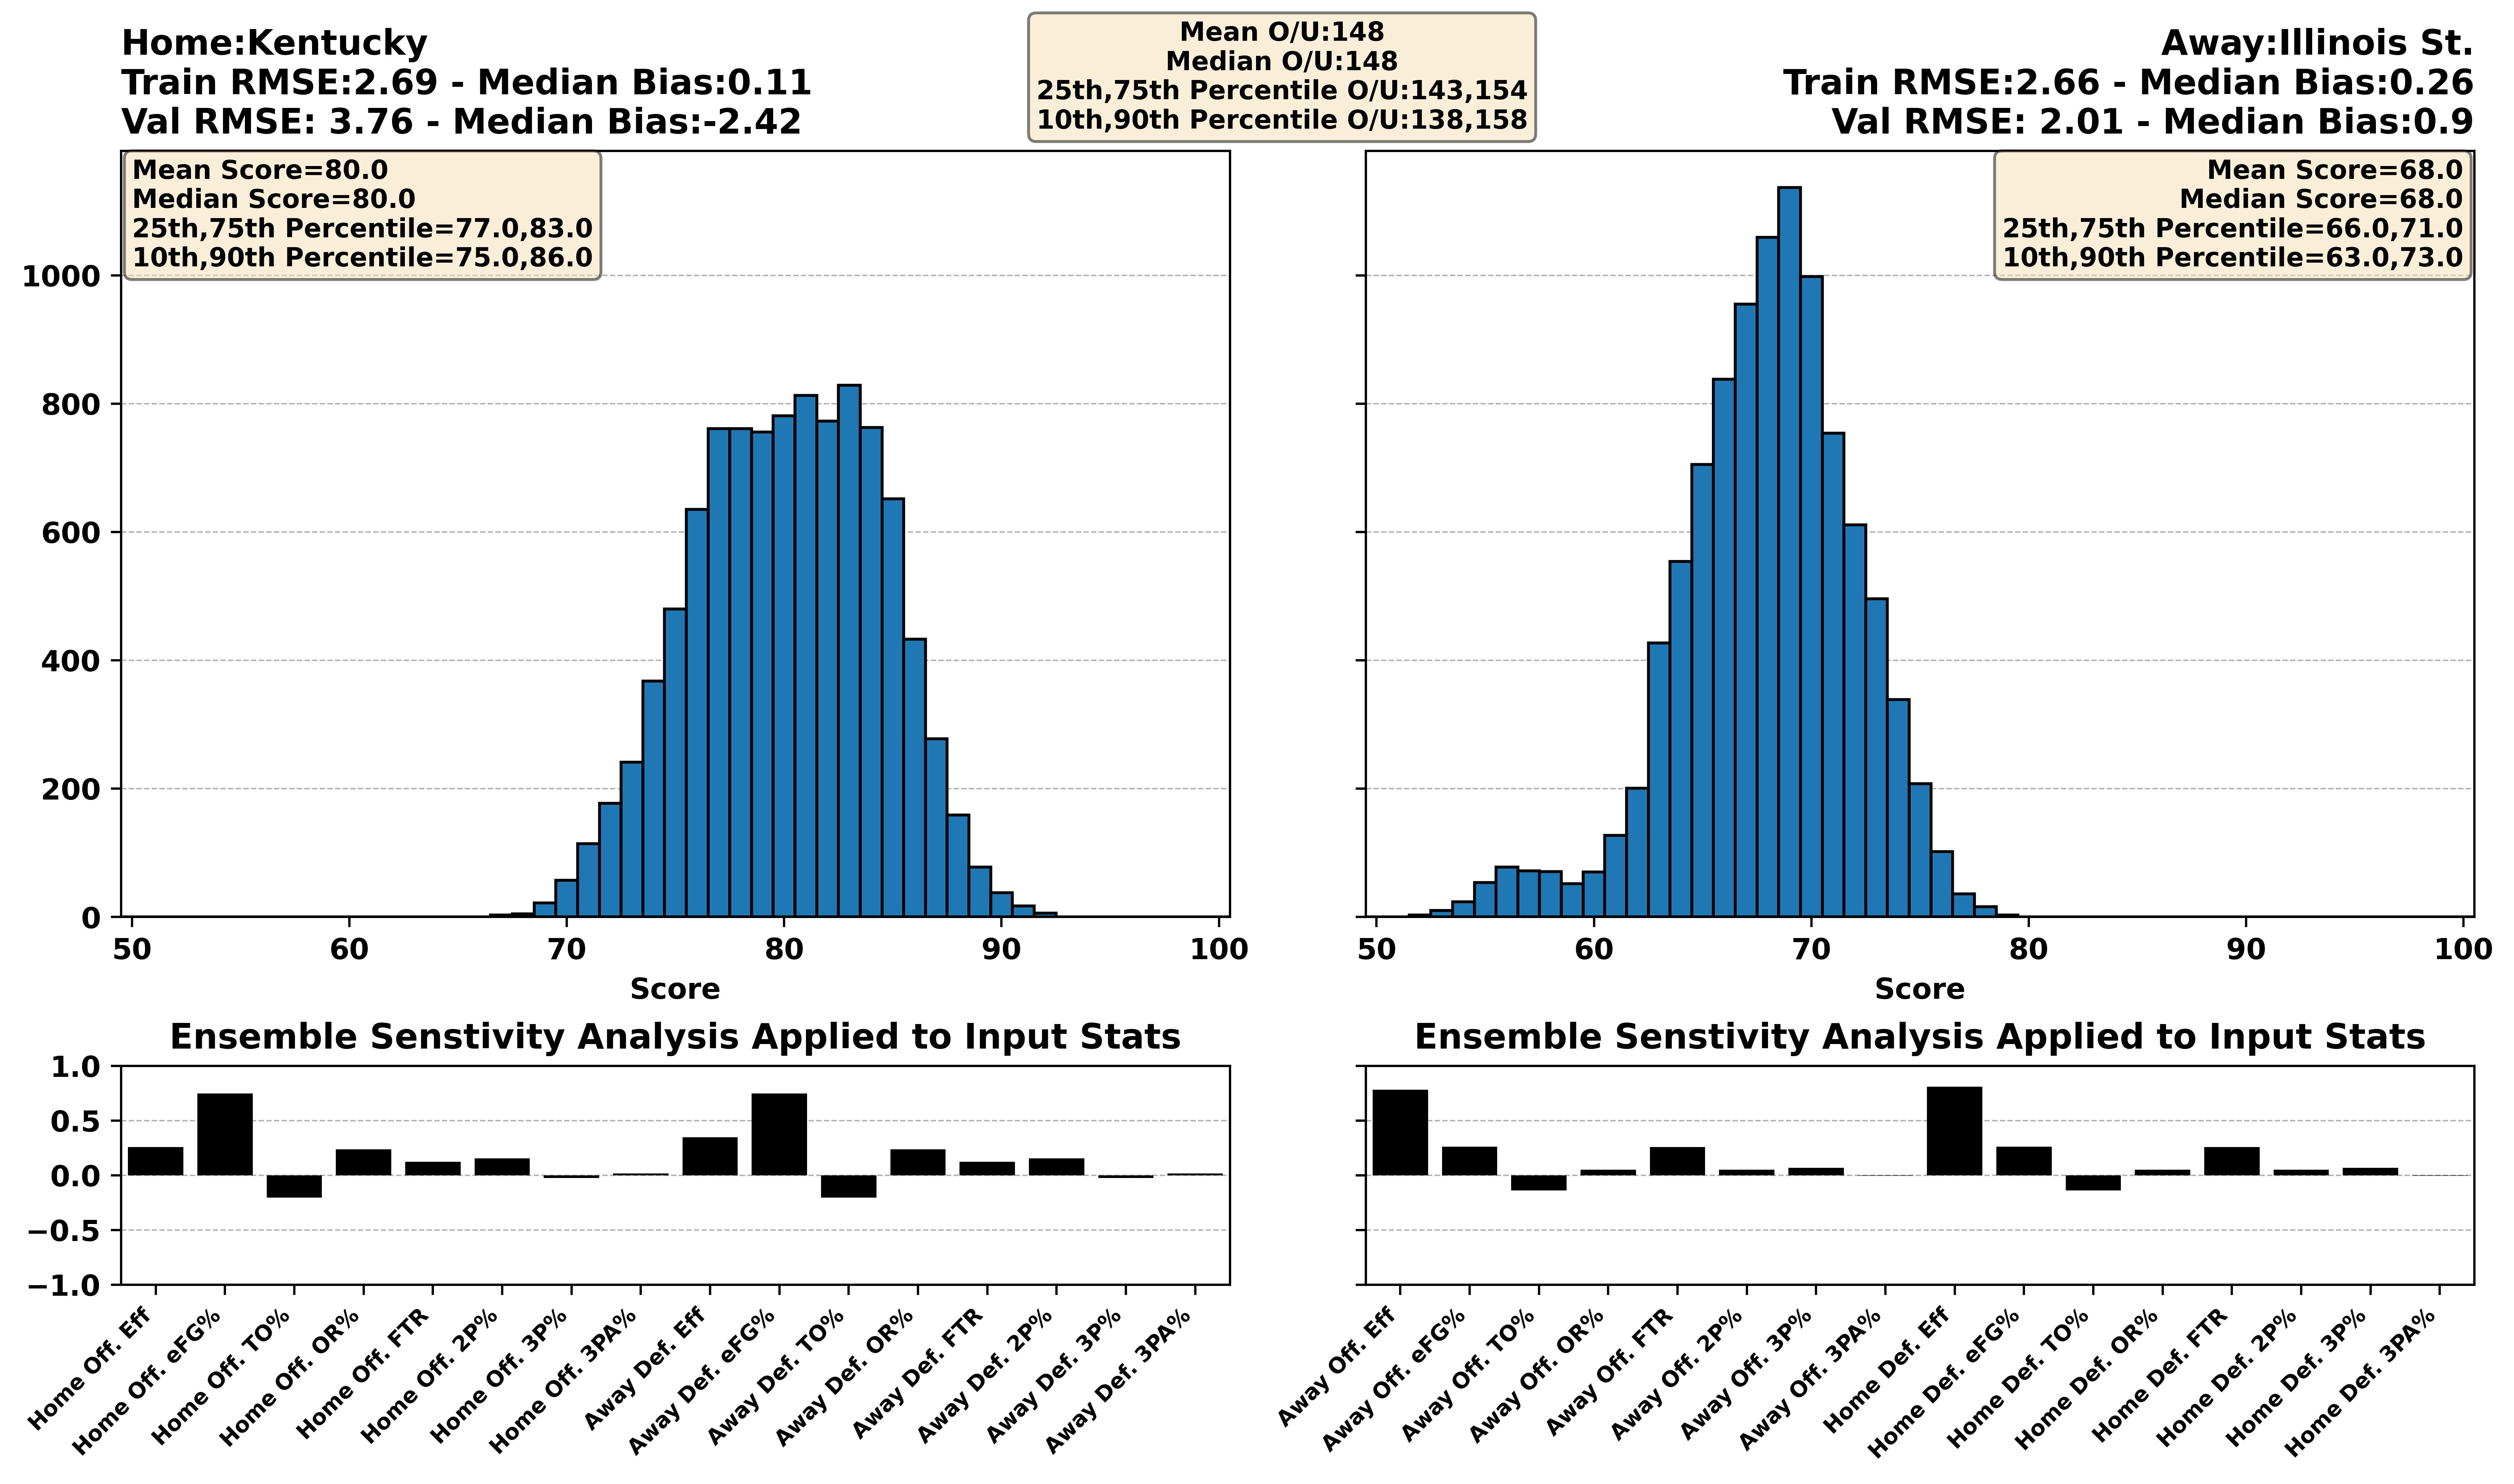 Home:Kentucky
Train RMSE:2.69 - Median Bias:0.11
Val RMSE: 3.76 - Median Bias:-2.42
Mean O/U:148
Median O/U:148
25th,75th Percentile O/U:143,154
10th,90th Percentile O/U:138,158
Away:Illinois St.
Train RMSE:2.66 - Median Bias:0.26
Val RMSE: 2.01 - Median Bias:0.9
Mean Score=80.0
Median Score=80.0
25th,75th Percentile=77.0,83.0
10th,90th Percentile=75.0,86.0
Mean Score=68.0
Median Score=68.0
25th,75th Percentile=66.0,71.0
10th,90th Percentile=63.0,73.0
1000
800
600
400
200
0
50 60 70 80 90 100
Score
50 60 70 80 90 100
Score
Ensemble Senstivity Analysis Applied to Input Stats
1.0
0.5
0.0
−0.5
−1.0
Home Off. Eff
Home Off. eFG%
Home Off. TO%
Home Off. OR%
Home Off. FTR
Home Off. 2P%
Home Off. 3P%
Home Off. 3PA%
Away Def. Eff
Away Def. eFG%
Away Def. TO%
Away Def. OR%
Away Def. FTR
Away Def. 2P%
Away Def. 3P%
Away Def. 3PA%
Ensemble Senstivity Analysis Applied to Input Stats
Away Off. Eff
Away Off. eFG%
Away Off. TO%
Away Off. OR%
Away Off. FTR
Away Off. 2P%
Away Off. 3P%
Away Off. 3PA%
Home Def. Eff
Home Def. eFG%
Home Def. TO%
Home Def. OR%
Home Def. FTR
Home Def. 2P%
Home Def. 3P%
Home Def. 3PA%